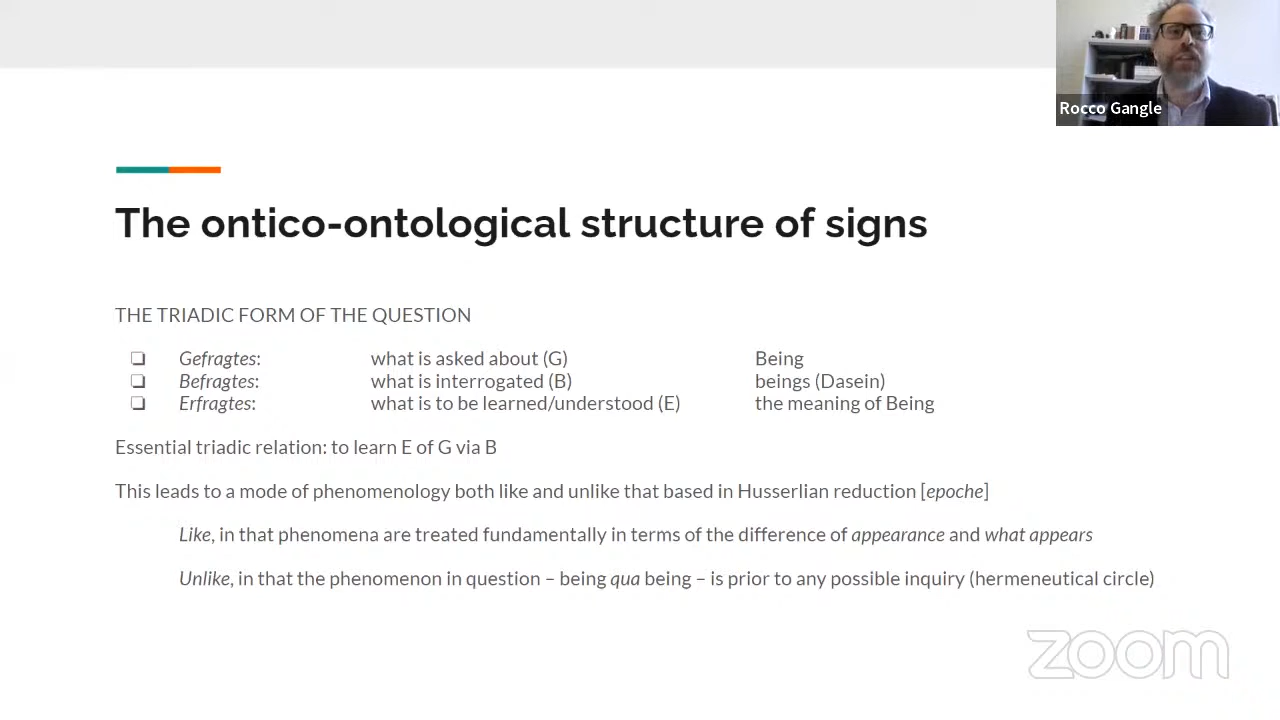 Rocco Gangle
The ontico-ontological structure of signs
THE TRIADIC FORM OF THE QUESTION
❏ Gefragtes: what is asked about (G) Being
❏ Befragtes: what is interrogated (B) beings (Dasein)
❏ Erfragtes: what is to be learned/understood (E) the meaning of Being
Essential triadic relation: to learn E of G via B
This leads to a mode of phenomenology both like and unlike that based in Husserlian reduction [epoche]
Like, in that phenomena are treated fundamentally in terms of the difference of appearance and what appears
Unlike, in that the phenomenon in question – being qua being – is prior to any possible inquiry (hermeneutical circle)
zoom